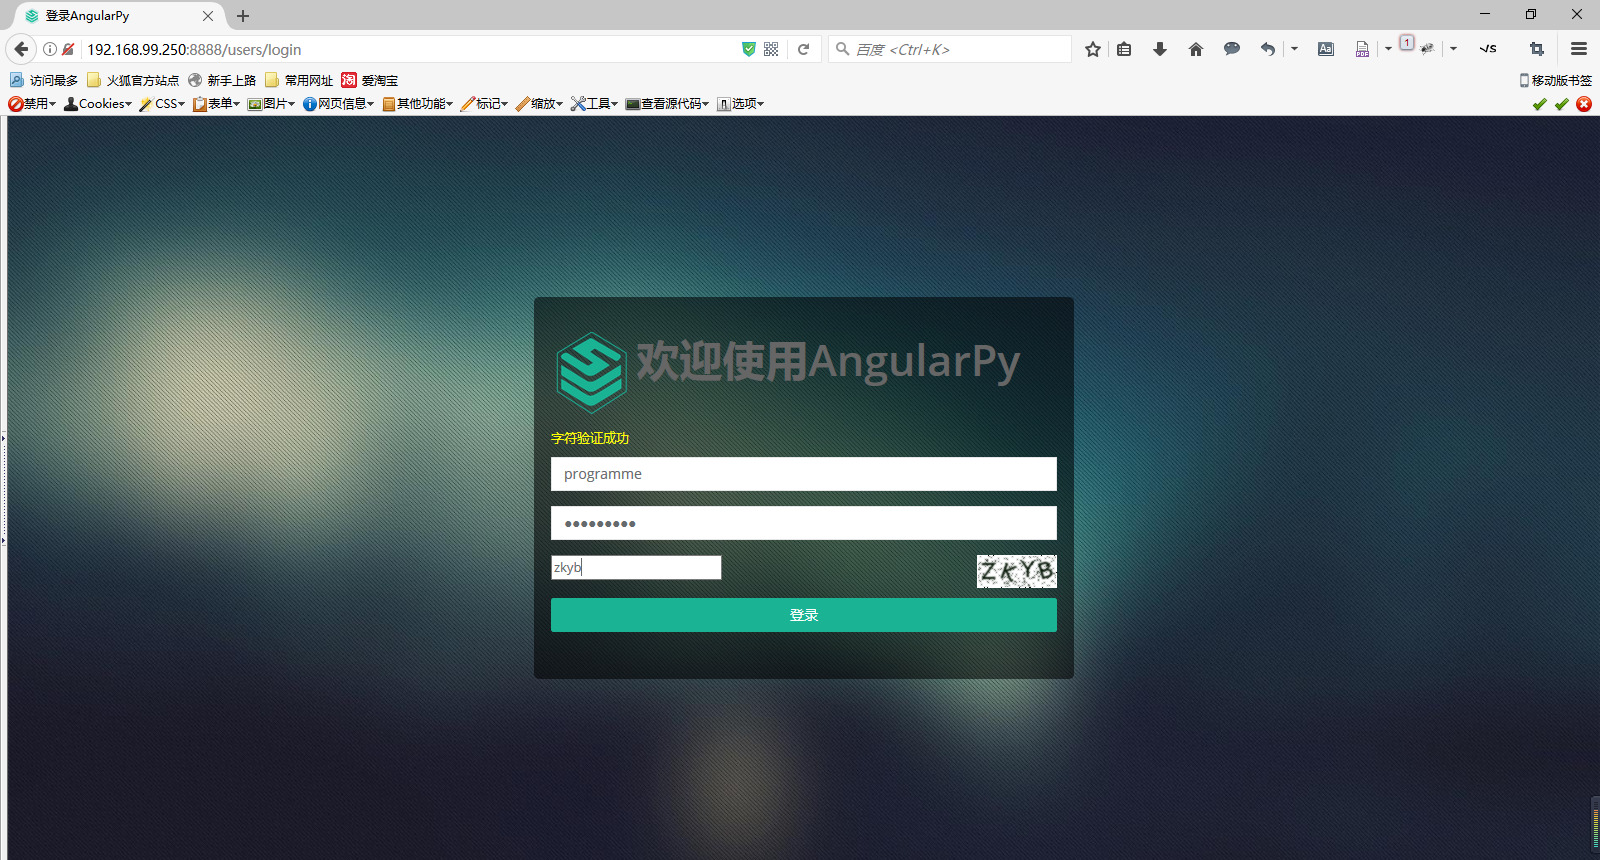 登录AngularPy
192.168.99.250:8888/users/login
百度 <Ctrl+K>
1
访问最多 火狐官方站点 新手上路 常用网址 淘 爱淘宝 移动版书签
禁用 Cookies CSS 表单 图片 网页信息 其他功能 标记 缩放 工具 查看源代码 选项
欢迎使用AngularPy
字符验证成功
programme
zkyb ZKYB
登录